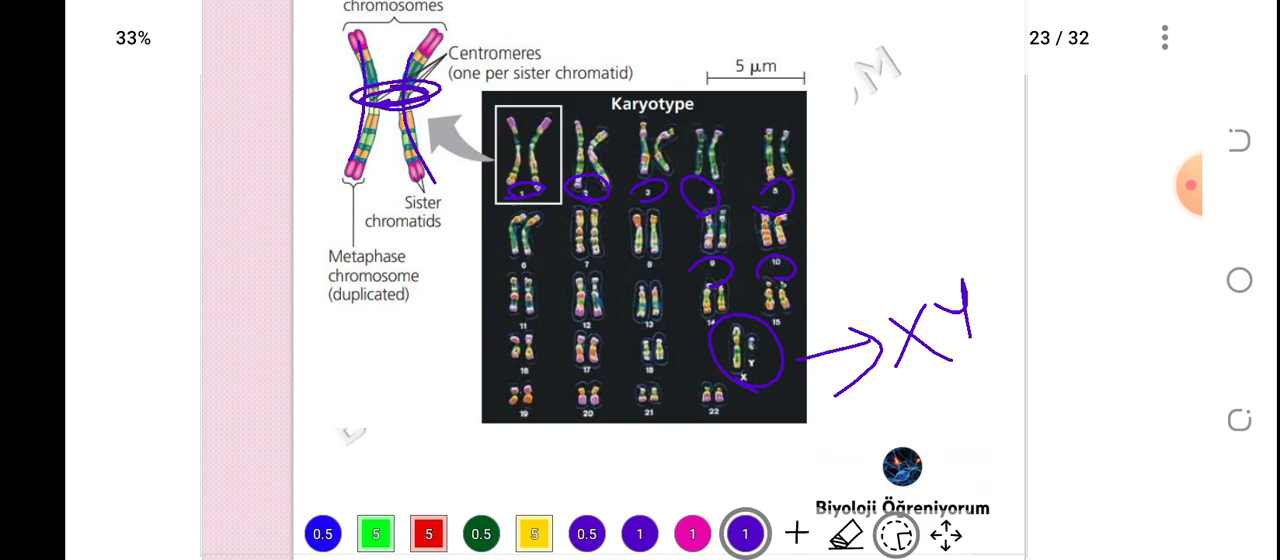 33%
23 / 32
chromosomes
Centromeres
(one per sister chromatid)
5 μm
Karyotype
1 2 3 4 5
Sister
chromatids
6 7 8 9 10
Metaphase
chromosome
(duplicated)
11 12 13 14 15
XY
16 17 18 X Y
19 20 21 22
Biyoloji Öğreniyorum
0.5 5 5 0.5 5 0.5 1 1 1